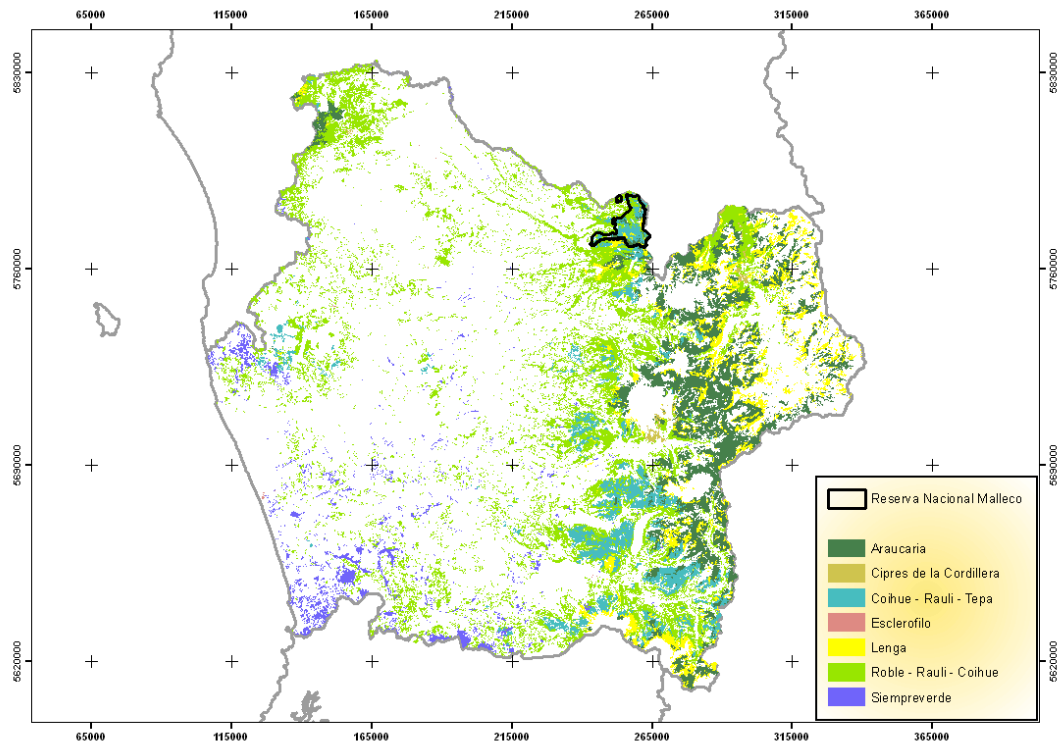 65000 115000 165000 215000 265000 315000 365000
5830000 5830000
5760000 5760000
5690000 5690000
5620000 5620000
Reserva Nacional Malleco
Araucaria
Cipres de la Cordillera
Coihue - Rauli - Tepa
Esclerofilo
Lenga
Roble - Rauli - Coihue
Siempreverde
65000 115000 165000 215000 265000 315000 365000